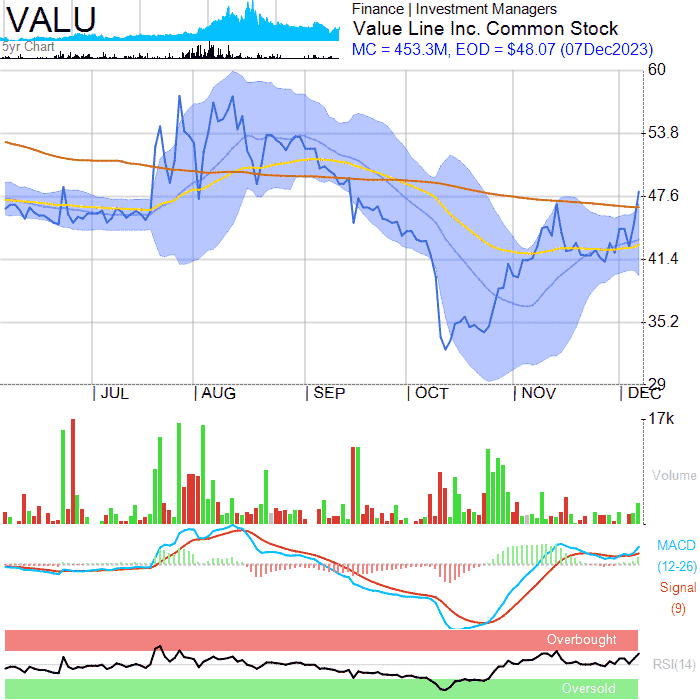 VALU
5yr Chart
Finance | Investment Managers
Value Line Inc. Common Stock
MC = 453.3M, EOD = $48.07 (07Dec2023)
60
53.8
47.6
41.4
35.2
29
JUL AUG SEP OCT NOV DEC
17k
Volume
MACD
(12-26)
Signal
(9)
Overbought
RSI(14)
Oversold